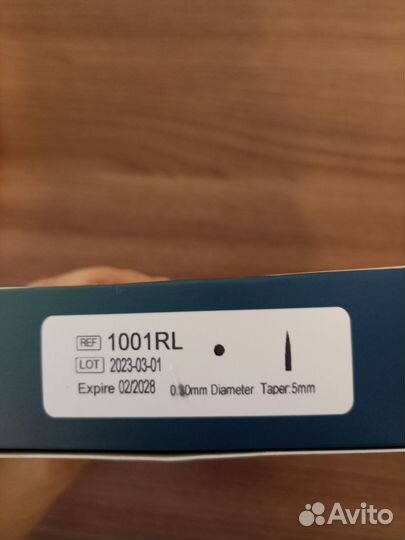 REF 1001RL
LOT 2023-03-01
Expire 02/2028 Diameter Taper:5mm
Avito